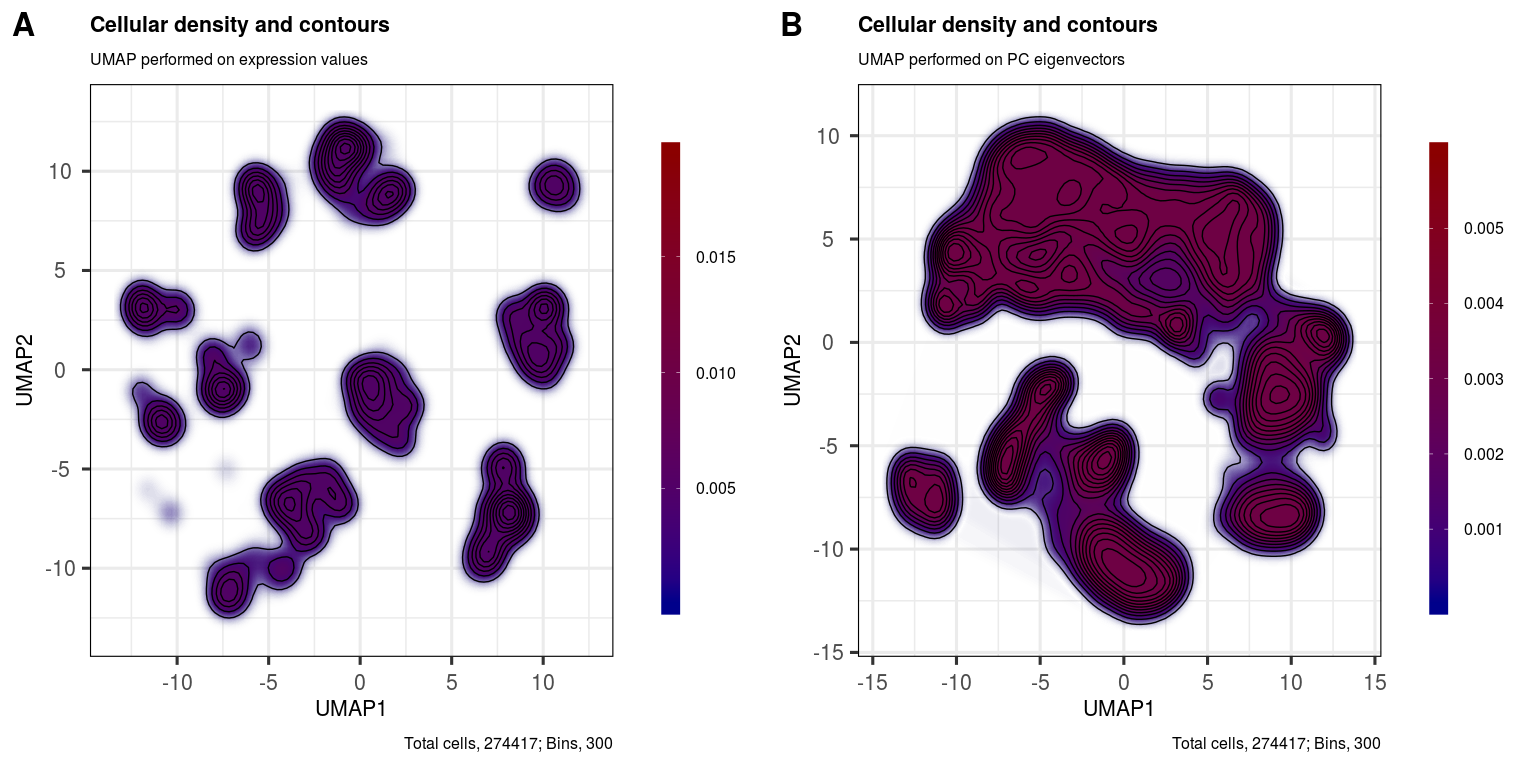 A
Cellular density and contours
UMAP performed on expression values
10
5
0
-5
-10
UMAP2
-10 -5 0 5 10
UMAP1
0.015
0.010
0.005
Total cells, 274417; Bins, 300
B
Cellular density and contours
UMAP performed on PC eigenvectors
10
5
0
-5
-10
-15
UMAP2
-15 -10 -5 0 5 10 15
UMAP1
0.005
0.004
0.003
0.002
0.001
Total cells, 274417; Bins, 300